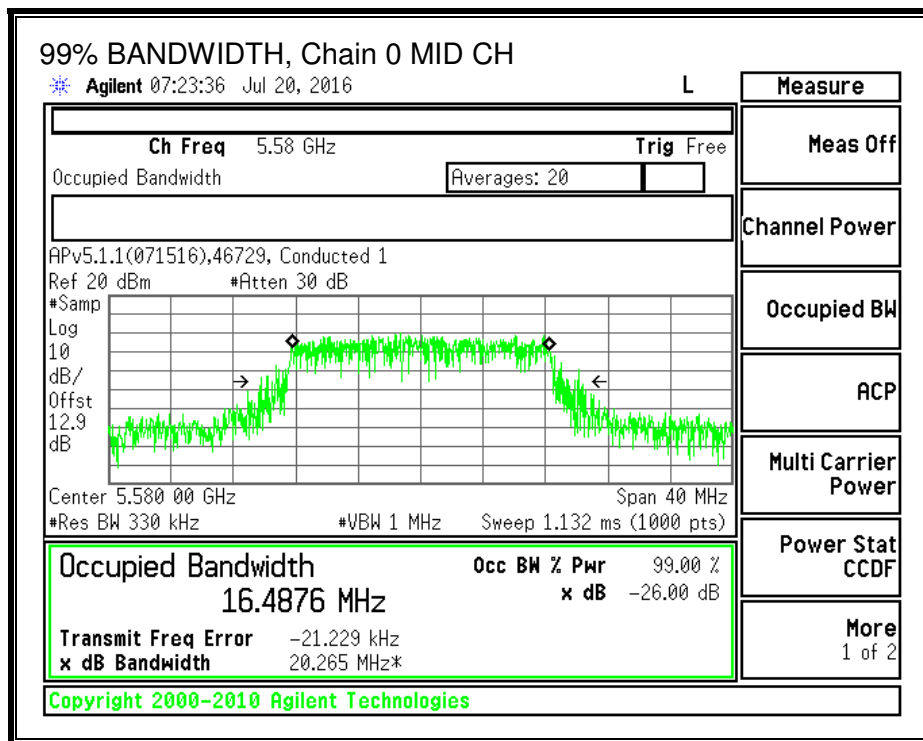 99% BANDWIDTH, Chain 0 MID CH
Agilent 07:23:36 Jul 20, 2016 L
Measure
Ch Freq 5.58 GHz Trig Free
Occupied Bandwidth Averages: 20
Meas Off
Channel Power
Occupied BW
ACP
Multi Carrier
Power
Power Stat
CCDF
More
1 of 2
APv5.1.1(071516),46729, Conducted 1
Ref 20 dBm #Atten 30 dB
#Samp
Log
10
dB/
Offst
12.9
dB
Center 5.580 00 GHz Span 40 MHz
#Res BW 330 kHz #VBW 1 MHz Sweep 1.132 ms (1000 pts)
Occupied Bandwidth Occ BW % Pwr 99.00 %
16.4876 MHz x dB -26.00 dB
Transmit Freq Error -21.229 kHz
x dB Bandwidth 20.265 MHz*
Copyright 2000-2010 Agilent Technologies